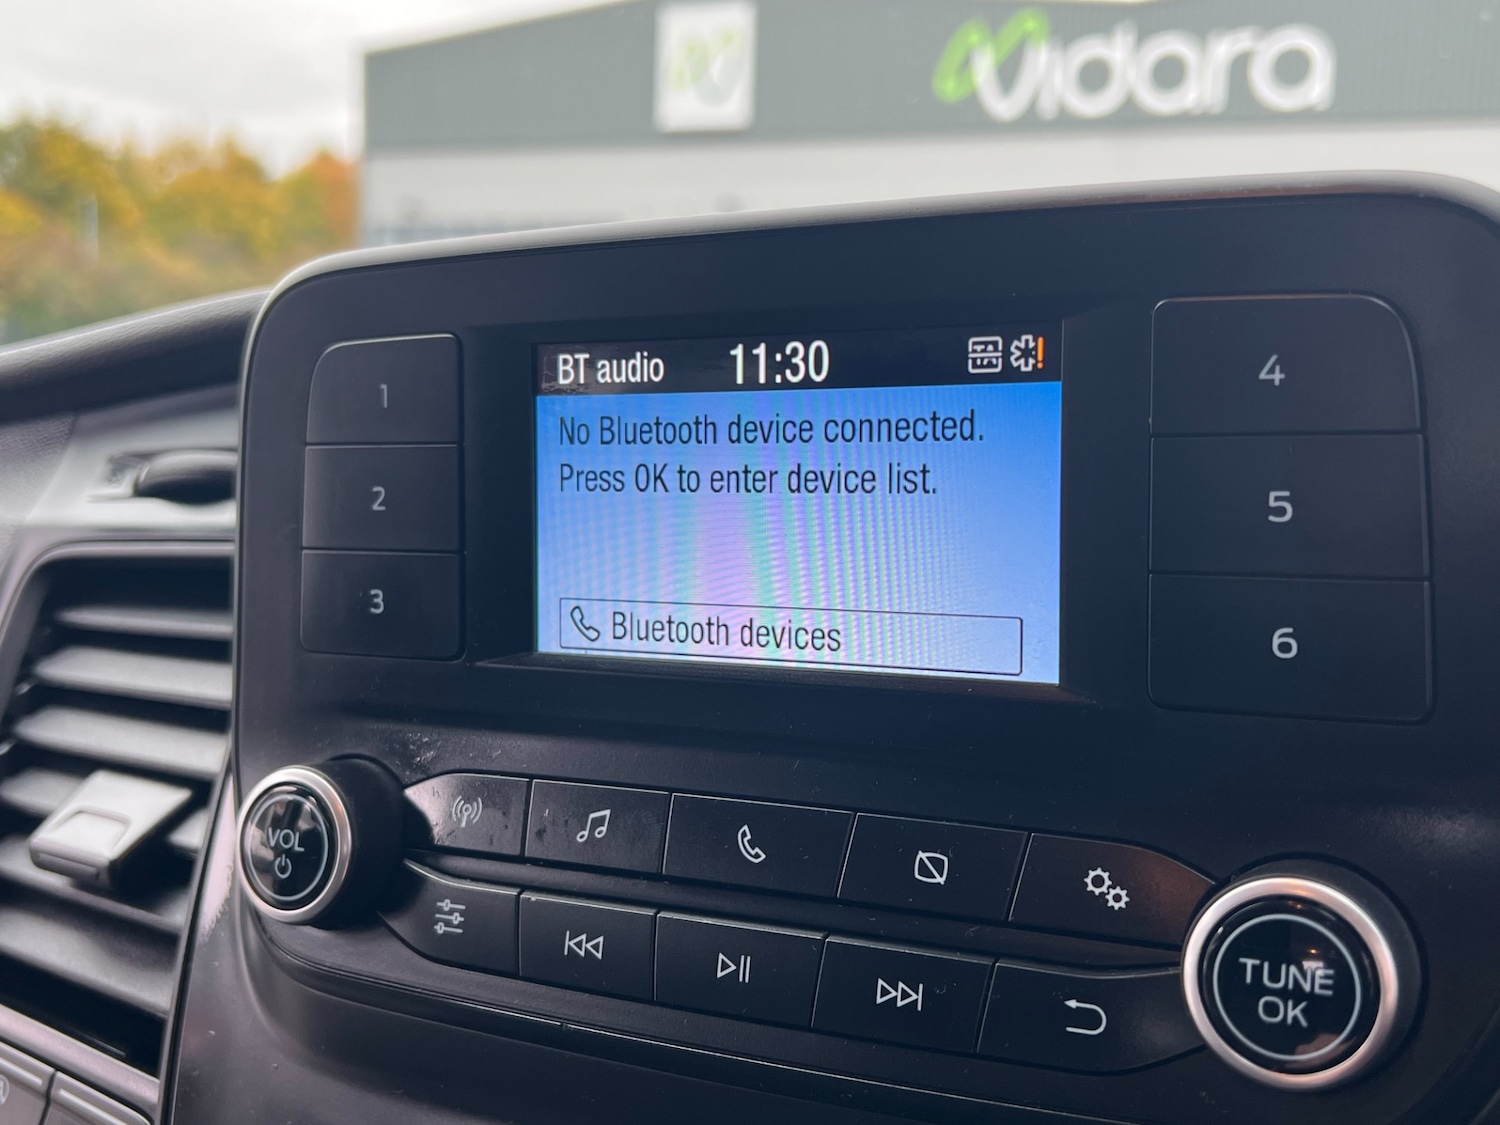 Vidara
BT audio 11:30 TA
No Bluetooth device connected.
Press OK to enter device list.
Bluetooth devices
1
2
3
4
5
6
VOL
TUNE
OK